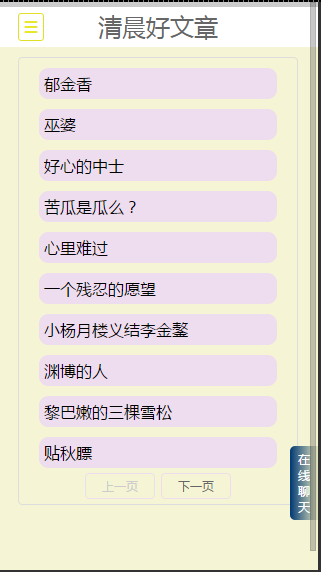 清晨好文章
郁金香
巫婆
好心的中士
苦瓜是瓜么？
心里难过
一个残忍的愿望
小杨月楼义结李金鏊
渊博的人
黎巴嫩的三棵雪松
贴秋膘
上一页 下一页
在线聊天